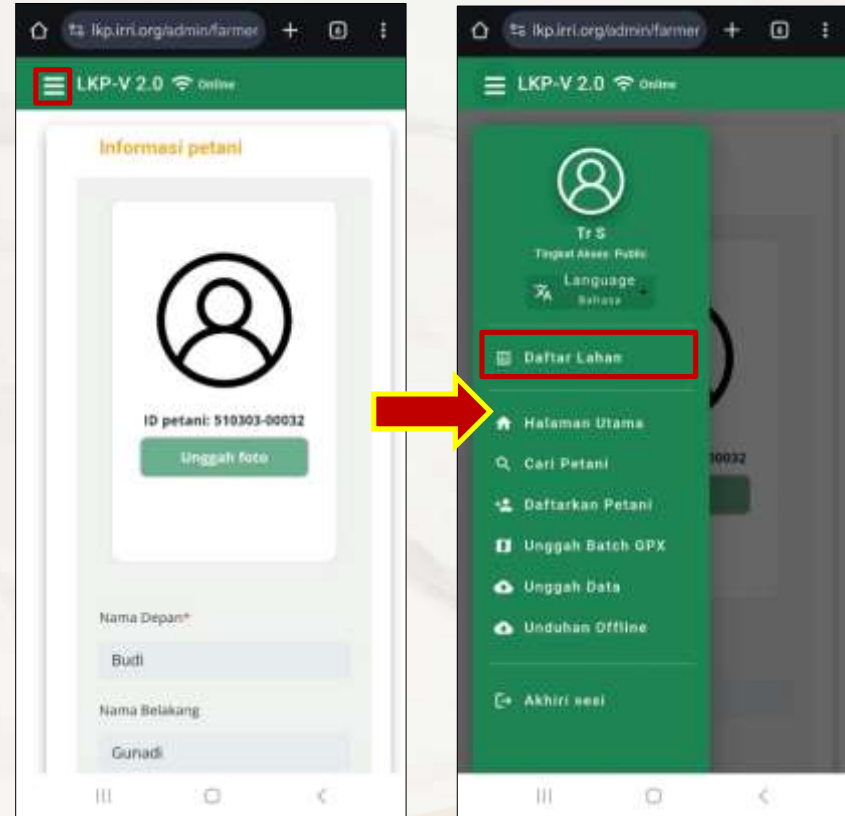 lkp.irri.org/admin/farmer
LKP-V 2.0 Online
Informasi petani
ID petani: 510303-00032
Unggah foto
Nama Depan*
Budi
Nama Belakang
Gunadi
lkp.irri.org/admin/farmer
LKP-V 2.0 Online
Tr S
Tingkat Akses: Public
Language
Bahasa
Daftar Lahan
Halaman Utama
Cari Petani
00032
Daftarkan Petani
Unggah Batch GPX
Unggah Data
Unduhan Offline
Akhiri sesi